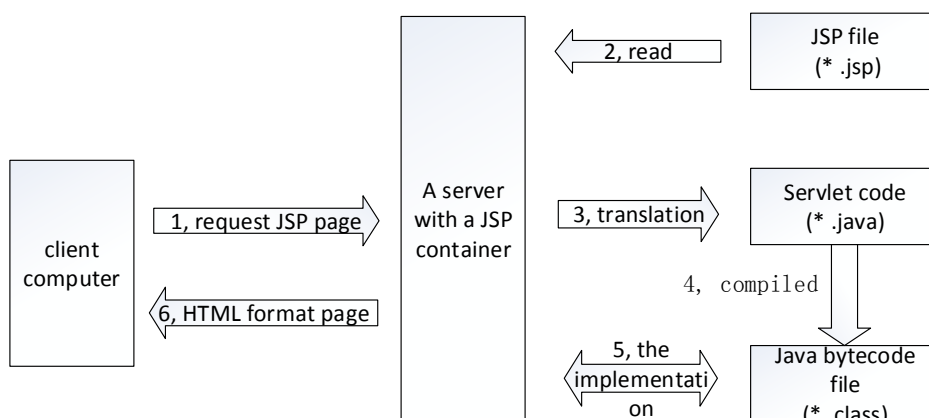 JSP file
(* .jsp)
2, read
A server
with a JSP
container
Servlet code
(* .java)
1, request JSP page
3, translation
client
computer
4, compiled
6, HTML format page
5, the
implementati
on
Java bytecode
file
(* .class)